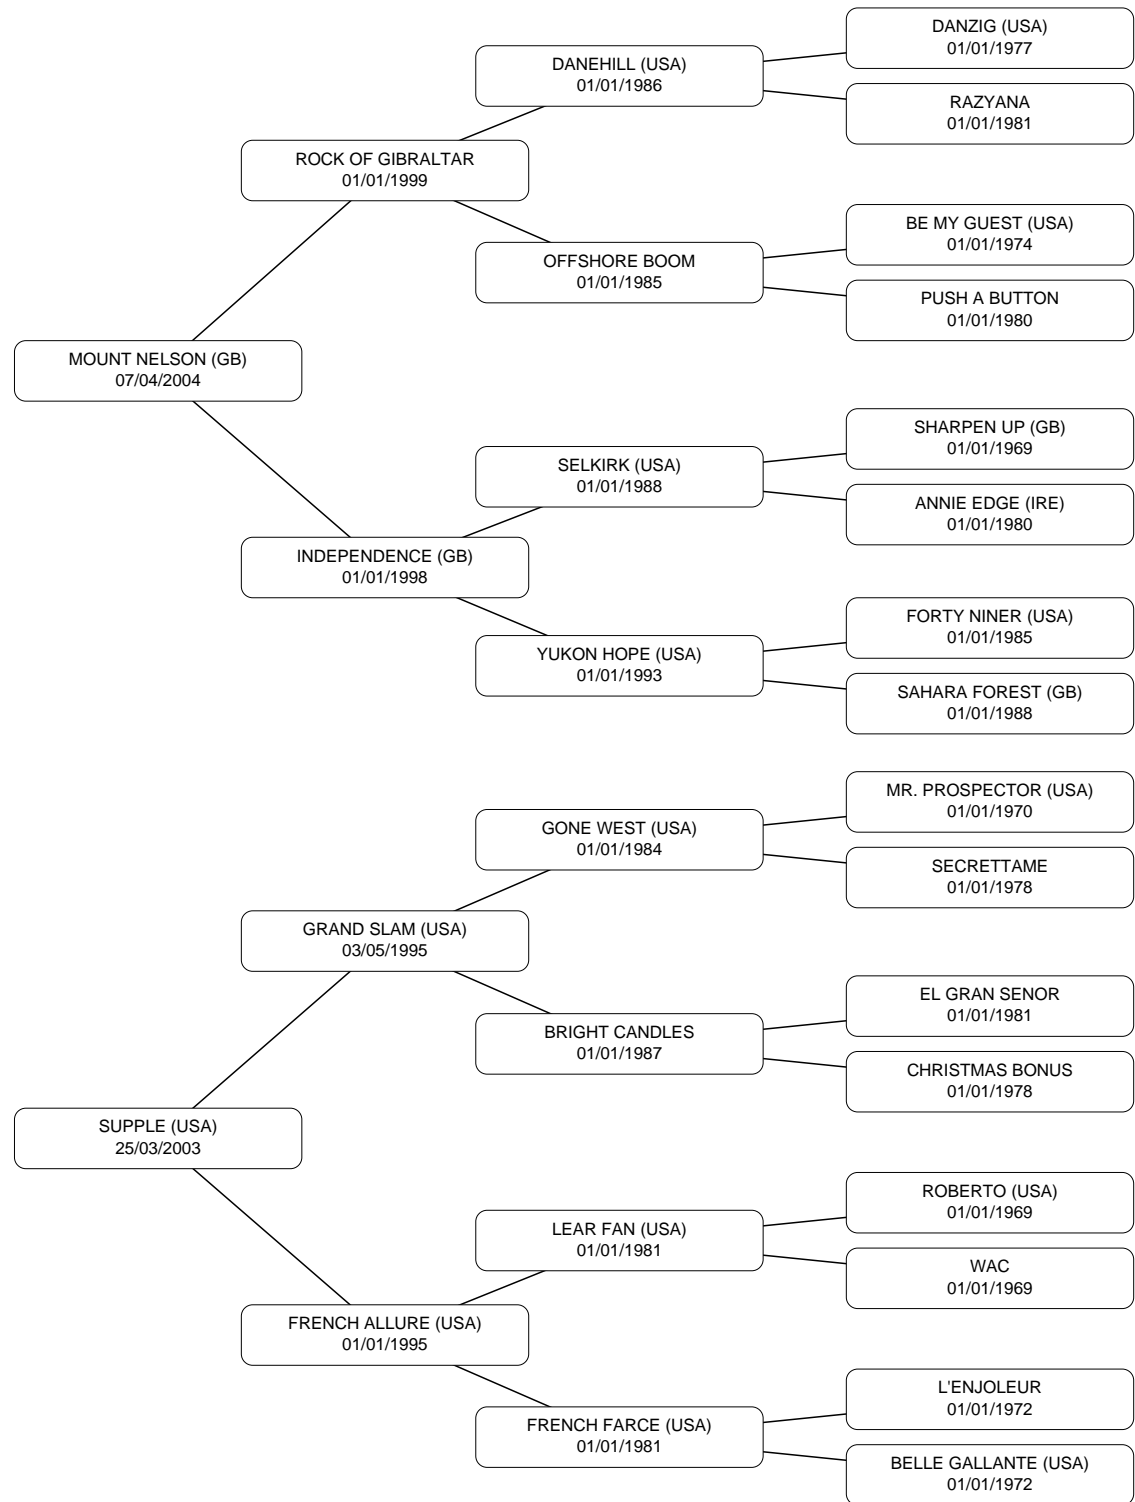 DANZIG (USA)
01/01/1977
DANEHILL (USA)
01/01/1986
RAZYANA
01/01/1981
ROCK OF GIBRALTAR
01/01/1999
BE MY GUEST (USA)
01/01/1974
OFFSHORE BOOM
01/01/1985
PUSH A BUTTON
01/01/1980
MOUNT NELSON (GB)
07/04/2004
SHARPEN UP (GB)
01/01/1969
SELKIRK (USA)
01/01/1988
ANNIE EDGE (IRE)
01/01/1980
INDEPENDENCE (GB)
01/01/1998
FORTY NINER (USA)
01/01/1985
YUKON HOPE (USA)
01/01/1993
SAHARA FOREST (GB)
01/01/1988
MR. PROSPECTOR (USA)
01/01/1970
GONE WEST (USA)
01/01/1984
SECRETTAME
01/01/1978
GRAND SLAM (USA)
03/05/1995
EL GRAN SENOR
01/01/1981
BRIGHT CANDLES
01/01/1987
CHRISTMAS BONUS
01/01/1978
SUPPLE (USA)
25/03/2003
ROBERTO (USA)
01/01/1969
LEAR FAN (USA)
01/01/1981
WAC
01/01/1969
FRENCH ALLURE (USA)
01/01/1995
L'ENJOLEUR
01/01/1972
FRENCH FARCE (USA)
01/01/1981
BELLE GALLANTE (USA)
01/01/1972